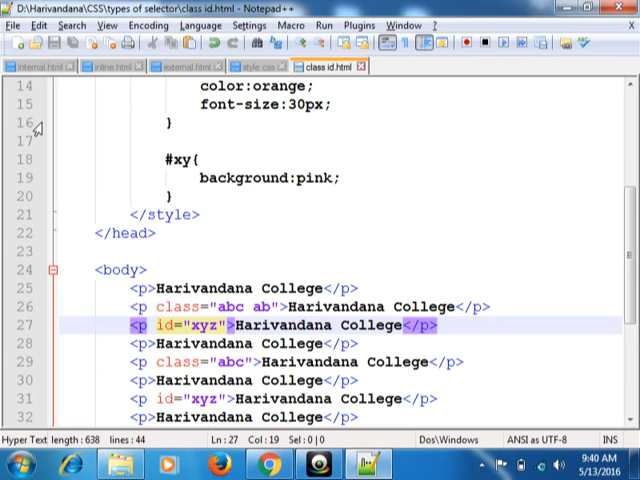 D:\Harivandana\CSS\types of selector\class id.html - Notepad++
File Edit Search View Encoding Language Settings Macro Run Plugins Window ? X
internal.html inline.html external.html style.css class id.html
14 color:orange;
15 font-size:30px;
16 }
17
18 #xy{
19 background:pink;
20 }
21 </style>
22 </head>
23
24 <body>
25 <p>Harivandana College</p>
26 <p class="abc ab">Harivandana College</p>
27 <p id="xyz">Harivandana College</p>
28 <p>Harivandana College</p>
29 <p class="abc">Harivandana College</p>
30 <p>Harivandana College</p>
31 <p id="xyz">Harivandana College</p>
32 <p>Harivandana College</p>
Hyper Text length : 638 lines : 44 Ln : 27 Col : 19 Sel : 0 | 0 Dos\Windows ANSI as UTF-8 INS
9:40 AM
5/13/2016